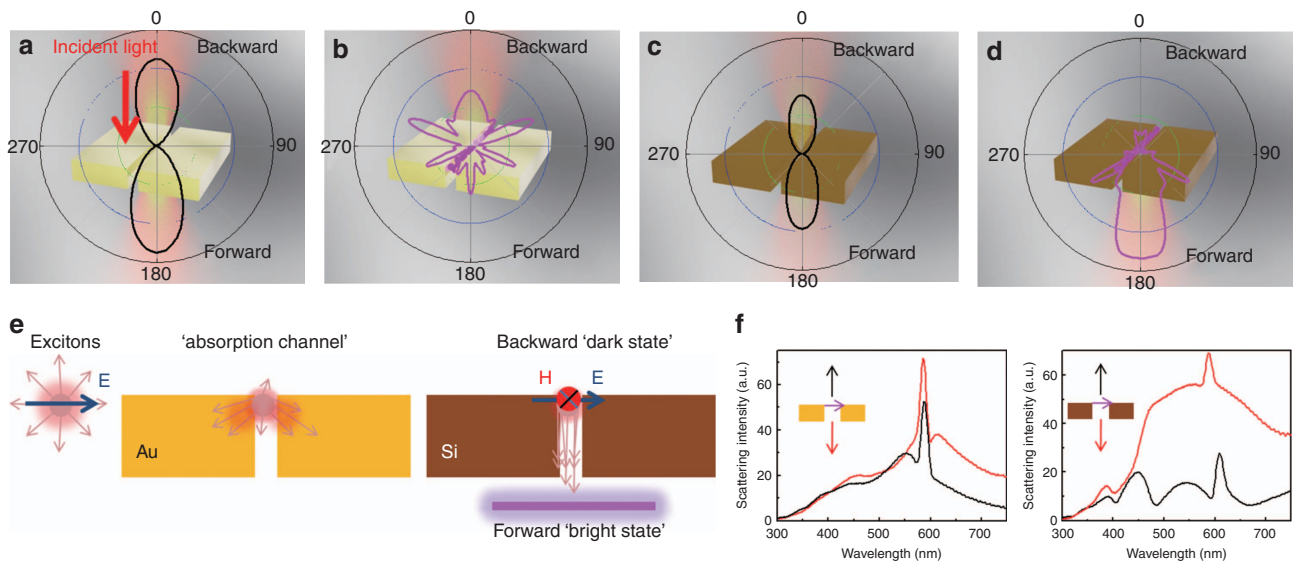 a
Incident light
0
Backward
270
90
Forward
180
b
0
Backward
270
90
Forward
180
c
0
Backward
270
90
Forward
180
d
0
Backward
270
90
Forward
180
e
Excitons
E
'absorption channel'
Au
Backward 'dark state'
H
E
Si
Forward 'bright state'
f
Scattering intensity (a.u.)
60
40
20
0
300
400
500
600
700
Wavelength (nm)
Scattering intensity (a.u.)
60
40
20
0
300
400
500
600
700
Wavelength (nm)